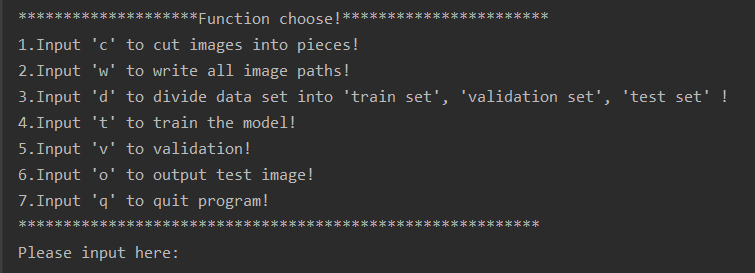 ********************Function choose!***********************
1.Input 'c' to cut images into pieces!
2.Input 'w' to write all image paths!
3.Input 'd' to divide data set into 'train set', 'validation set', 'test set' !
4.Input 't' to train the model!
5.Input 'v' to validation!
6.Input 'o' to output test image!
7.Input 'q' to quit program!
**********************************************************
Please input here: